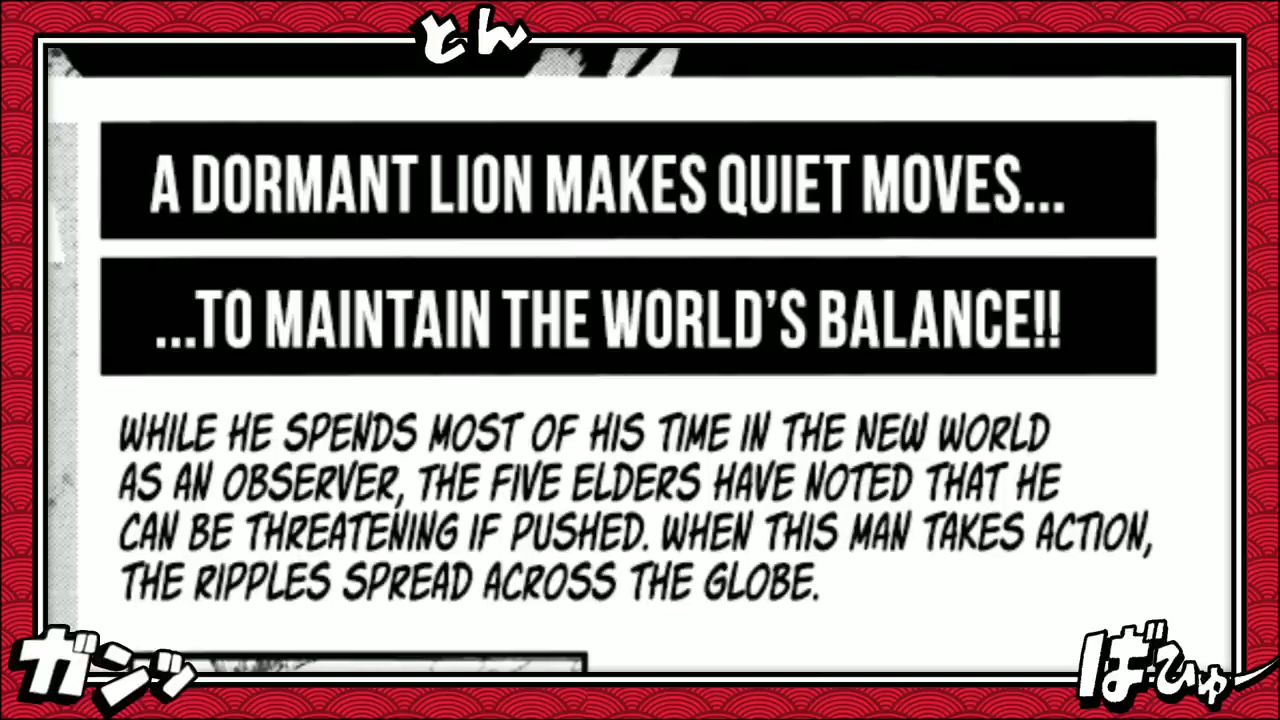 とん
A DORMANT LION MAKES QUIET MOVES...
...TO MAINTAIN THE WORLD'S BALANCE!!
WHILE HE SPENDS MOST OF HIS TIME IN THE NEW WORLD
AS AN OBSERVER, THE FIVE ELDERS HAVE NOTED THAT HE
CAN BE THREATENING IF PUSHED. WHEN THIS MAN TAKES ACTION,
THE RIPPLES SPREAD ACROSS THE GLOBE.
ガンッ
ばひゅー